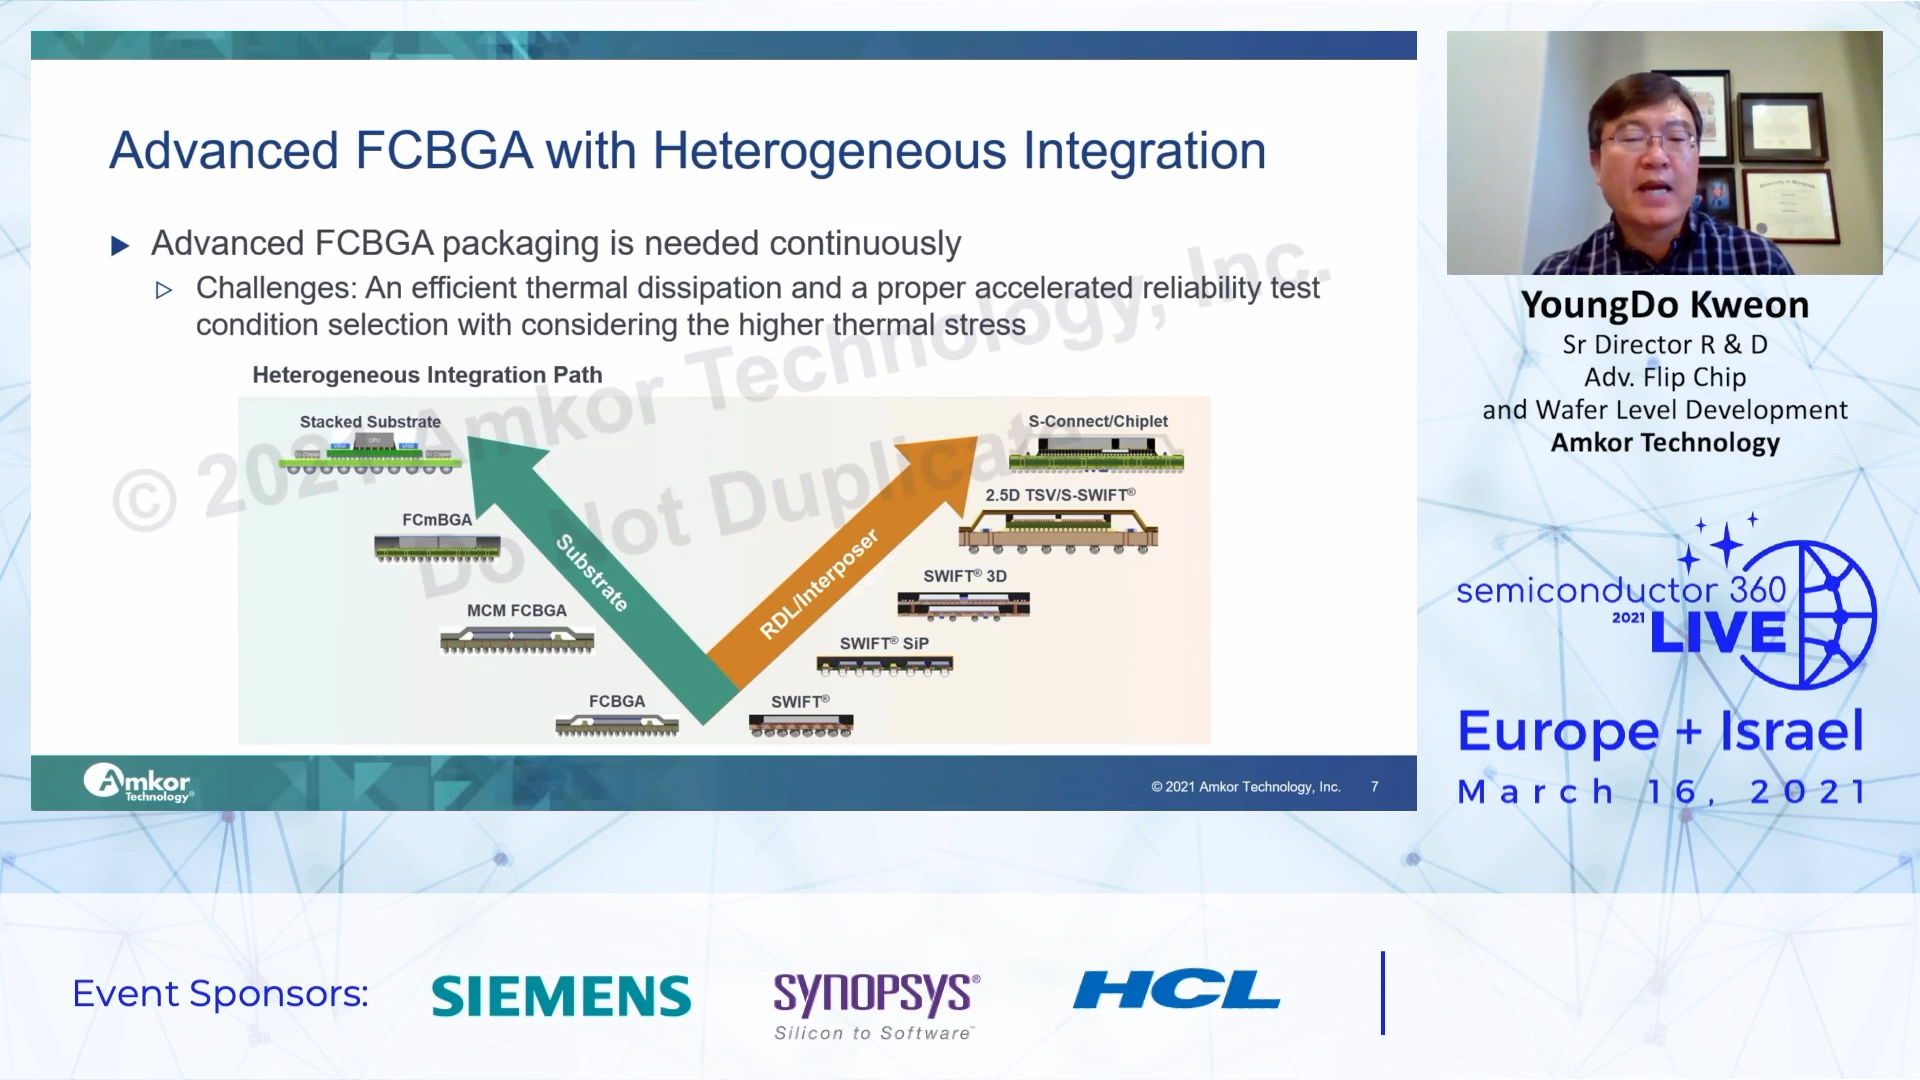 Advanced FCBGA with Heterogeneous Integration
Advanced FCBGA packaging is needed continuously
Challenges: An efficient thermal dissipation and a proper accelerated reliability test
condition selection with considering the higher thermal stress
Heterogeneous Integration Path
© 2021 Amkor Technology, Inc.
Do Not Duplicate
Stacked Substrate
CPU
VRM
VRM
FCmBGA
MCM FCBGA
FCBGA
Substrate
RDL/Interposer
S-Connect/Chiplet
2.5D TSV/S-SWIFT®
SWIFT® 3D
SWIFT® SiP
SWIFT®
Amkor
Technology®
© 2021 Amkor Technology, Inc.
7
YoungDo Kweon
Sr Director R & D
Adv. Flip Chip
and Wafer Level Development
Amkor Technology
semiconductor 360
2021 LIVE
Europe + Israel
March 16, 2021
Event Sponsors:
SIEMENS
SYNOPSYS®
Silicon to Software™
HCL